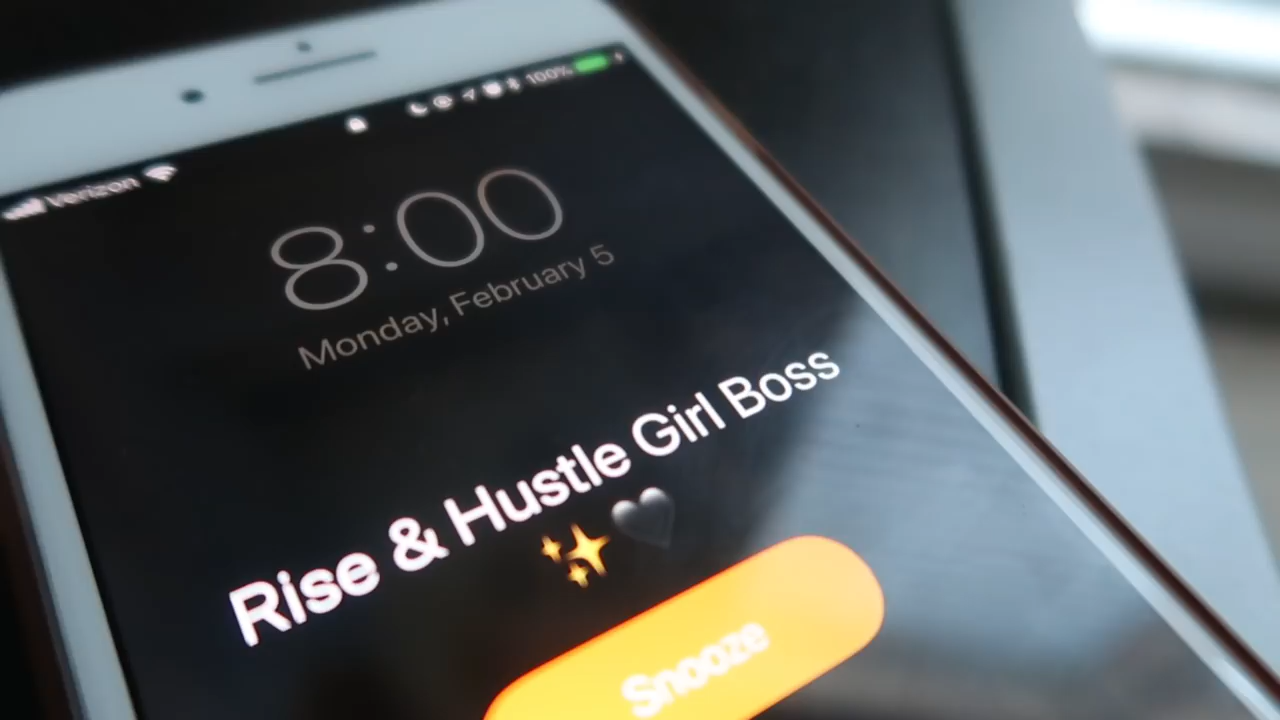 Verizon 100%
8:00
Monday, February 5
Rise & Hustle Girl Boss
✨🖤
Snooze